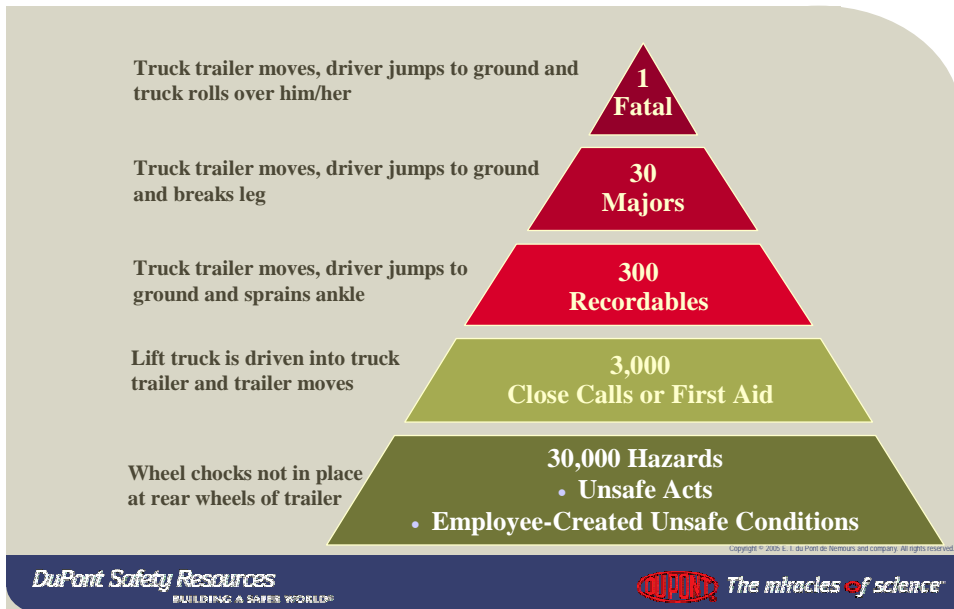 Truck trailer moves, driver jumps to ground and
truck rolls over him/her
1
Fatal
Truck trailer moves, driver jumps to ground
and breaks leg
30
Majors
Truck trailer moves, driver jumps to
ground and sprains ankle
300
Recordables
Lift truck is driven into truck
trailer and trailer moves
3,000
Close Calls or First Aid
Wheel chocks not in place
at rear wheels of trailer
30,000 Hazards
• Unsafe Acts
• Employee-Created Unsafe Conditions
Copyright © 2005 E. I. du Pont de Nemours and company. All rights reserved.
DuPont Safety Resources
BUILDING A SAFER WORLD®
DUPONT The miracles of science™